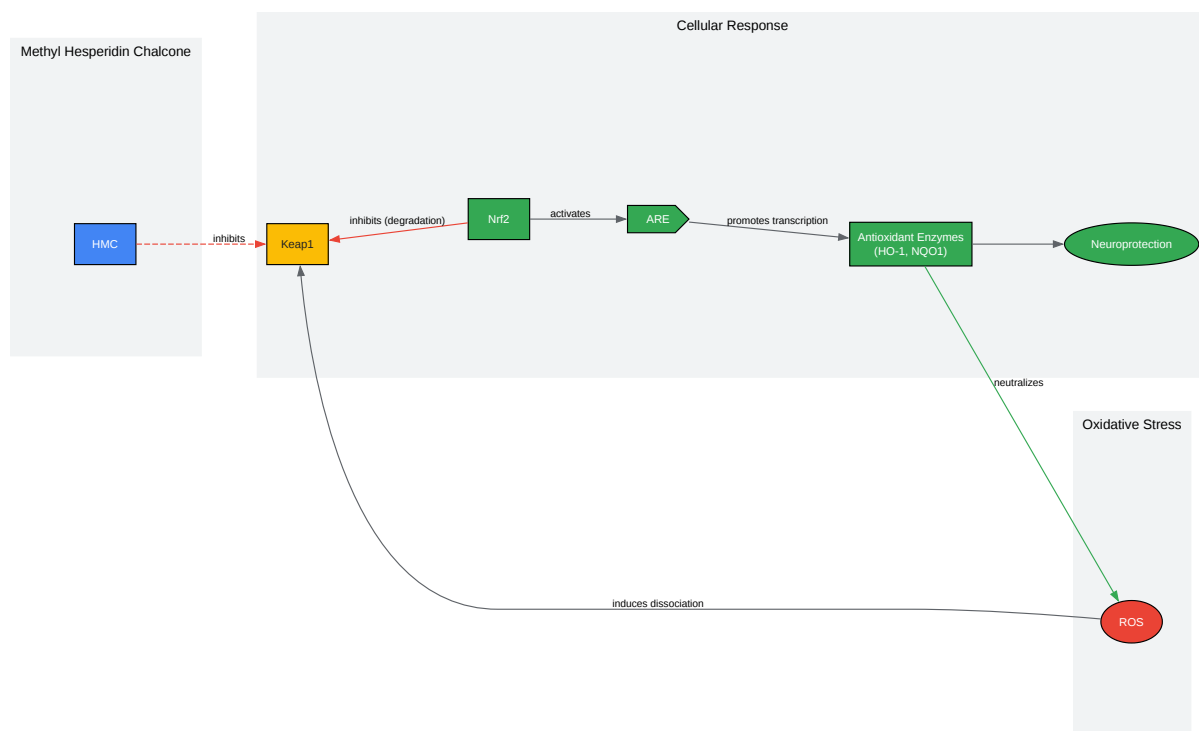 Cellular Response
Methyl Hesperidin Chalcone
HMC
inhibits
Keap1
inhibits (degradation)
Nrf2
activates
ARE
promotes transcription
Antioxidant Enzymes
(HO-1, NQO1)
Neuroprotection
neutralizes
Oxidative Stress
induces dissociation
ROS